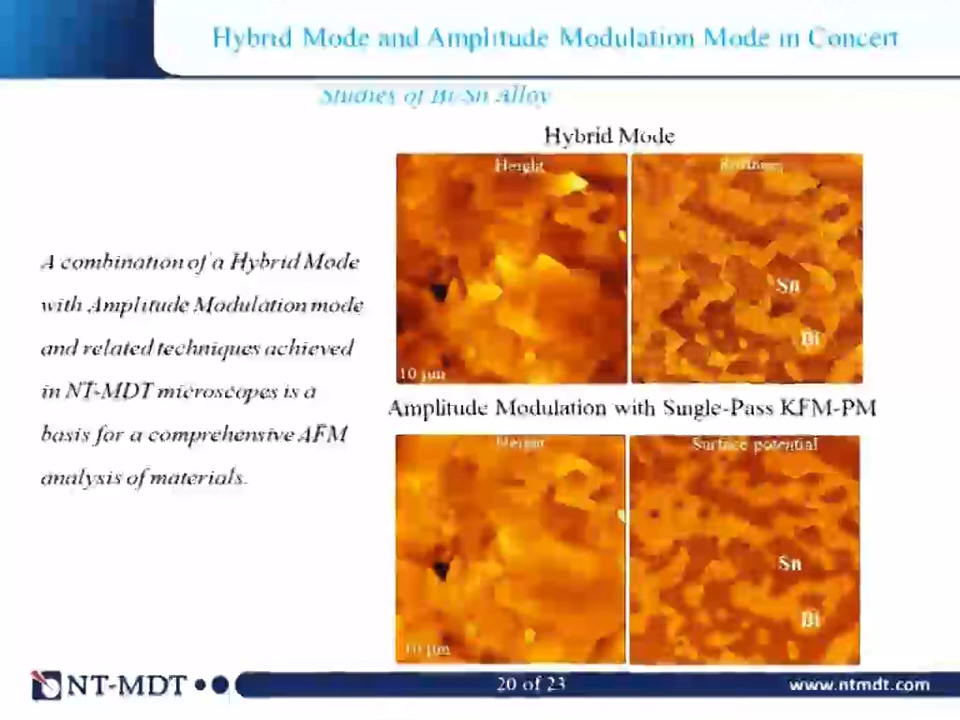 Hybrid Mode and Amplitude Modulation Mode in Concert
Studies of Bi-Sn Alloy
Hybrid Mode
Height
Stiffness
A combination of a Hybrid Mode
with Amplitude Modulation mode
and related techniques achieved
in NT-MDT microscopes is a
basis for a comprehensive AFM
analysis of materials.
Sn
Bi
10 µm
Amplitude Modulation with Single-Pass KFM-PM
Height
Surface potential
Sn
Bi
10 µm
NT-MDT
20 of 23
www.ntmdt.com